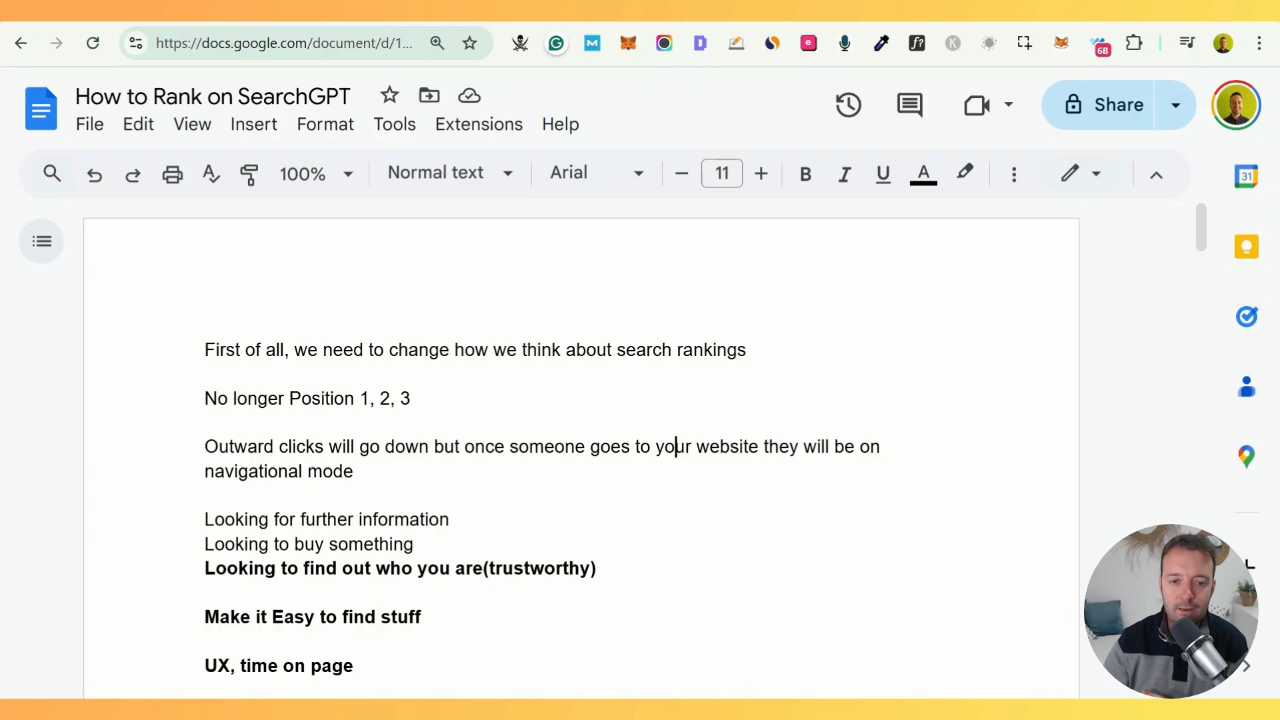 https://docs.google.com/document/d/1...
6B
How to Rank on SearchGPT
File Edit View Insert Format Tools Extensions Help
Share
100% Normal text Arial 11 B I U A
31
First of all, we need to change how we think about search rankings
No longer Position 1, 2, 3
Outward clicks will go down but once someone goes to your website they will be on
navigational mode
Looking for further information
Looking to buy something
Looking to find out who you are(trustworthy)
Make it Easy to find stuff
UX, time on page